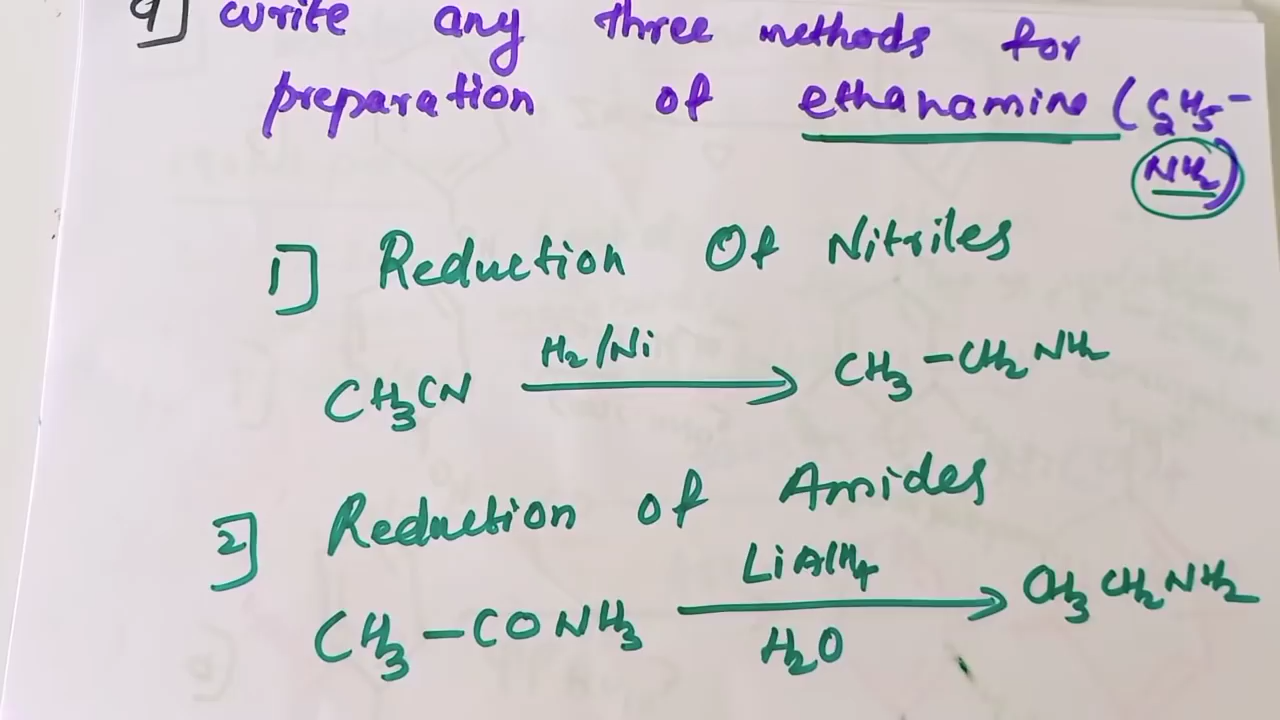 9] write any three methods for
preparation of ethanamine (C2H5-
NH2)
1] Reduction Of Nitriles
CH3CN H2/Ni → CH3-CH2NH2
2] Reduction of Amides
CH3-CONH3 LiAlH4 → CH3CH2NH2
H2O